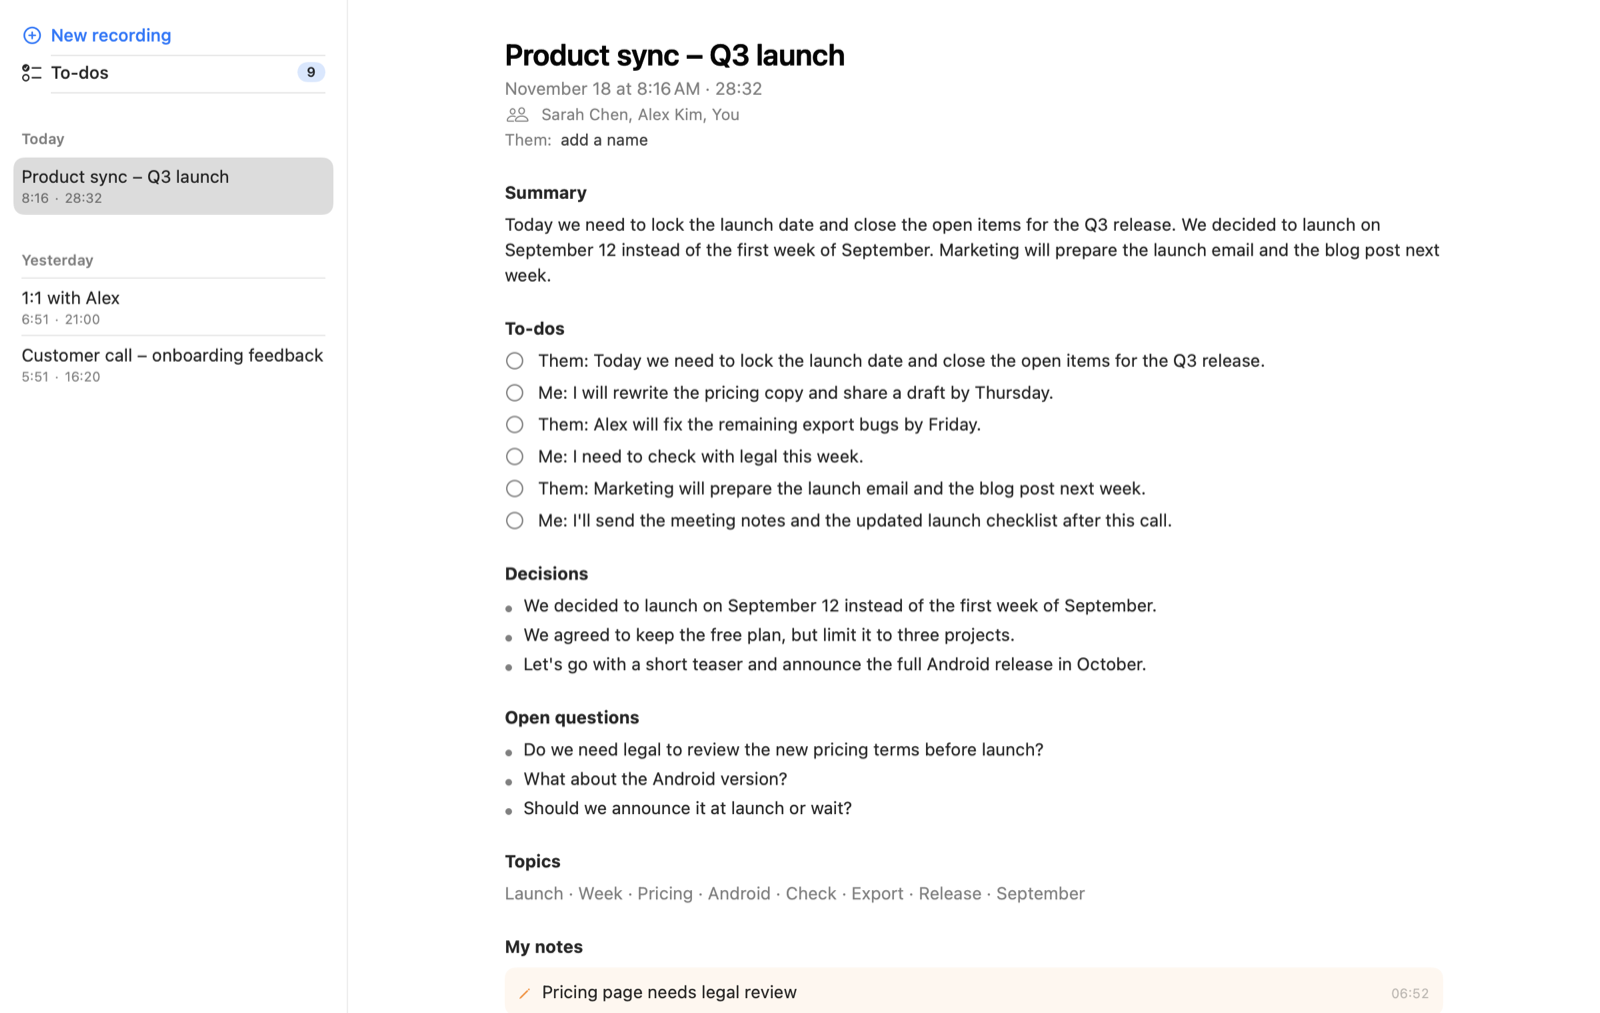 New recording
To-dos
9
Today
Product sync – Q3 launch
8:16 · 28:32
Yesterday
1:1 with Alex
6:51 · 21:00
Customer call – onboarding feedback
5:51 · 16:20
Product sync – Q3 launch
November 18 at 8:16 AM · 28:32
Sarah Chen, Alex Kim, You
Them: add a name
Summary
Today we need to lock the launch date and close the open items for the Q3 release. We decided to launch on
September 12 instead of the first week of September. Marketing will prepare the launch email and the blog post next
week.
To-dos
Them: Today we need to lock the launch date and close the open items for the Q3 release.
Me: I will rewrite the pricing copy and share a draft by Thursday.
Them: Alex will fix the remaining export bugs by Friday.
Me: I need to check with legal this week.
Them: Marketing will prepare the launch email and the blog post next week.
Me: I'll send the meeting notes and the updated launch checklist after this call.
Decisions
We decided to launch on September 12 instead of the first week of September.
We agreed to keep the free plan, but limit it to three projects.
Let's go with a short teaser and announce the full Android release in October.
Open questions
Do we need legal to review the new pricing terms before launch?
What about the Android version?
Should we announce it at launch or wait?
Topics
Launch · Week · Pricing · Android · Check · Export · Release · September
My notes
Pricing page needs legal review
06:52